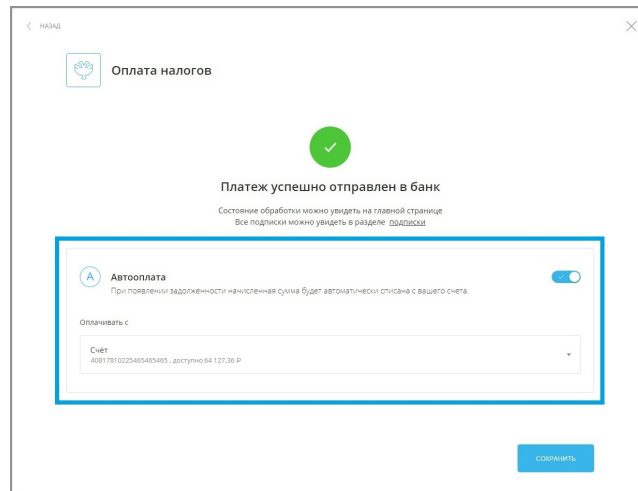 НАЗАД
Оплата налогов
Платеж успешно отправлен в банк
Состояние обработки можно увидеть на главной странице
Все подписки можно увидеть в разделе подписки
А
Автооплата
При появлении задолженности начисленная сумма будет автоматически списана с вашего счета.
Оплачивать с
Счёт
40817810225465465465 , доступно 64 127,36 ₽
СОХРАНИТЬ